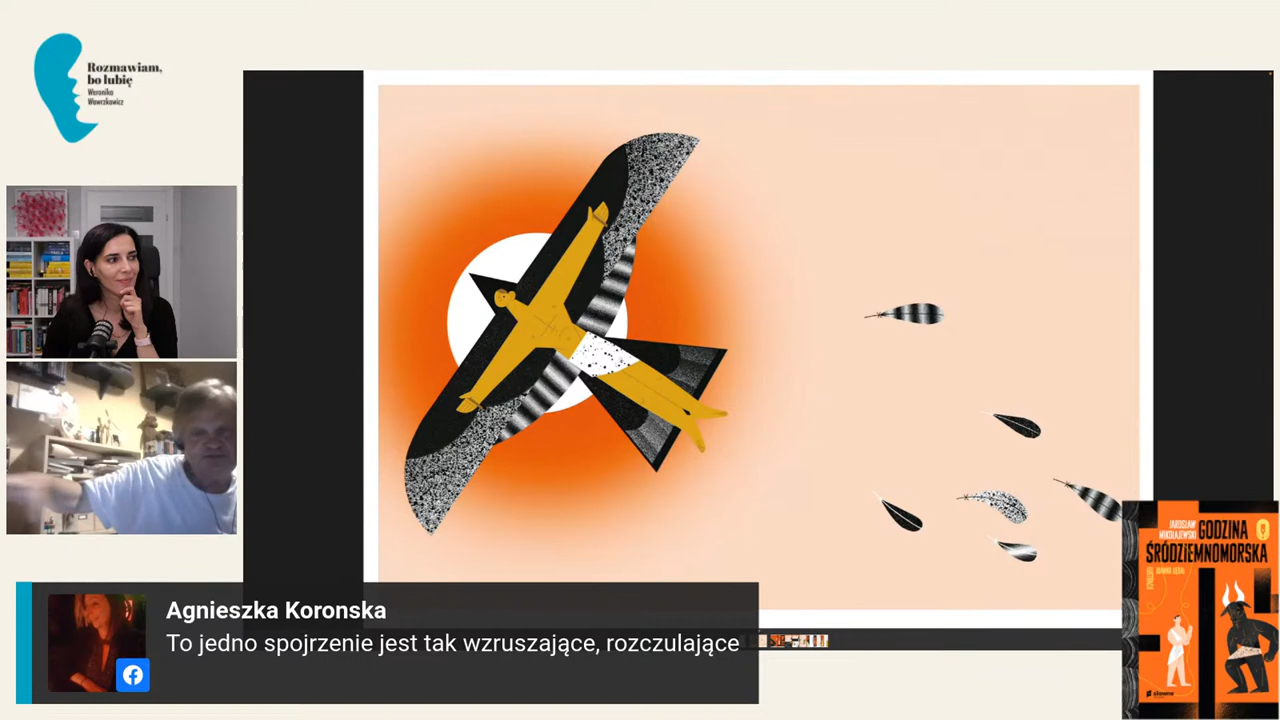 Rozmawiam,
bo lubię
Weronika
Wawrzkowicz
Agnieszka Koronska
To jedno spojrzenie jest tak wzruszające, rozczulające
JAROSŁAW
MIKOŁAJEWSKI
GODZINA
ŚRÓDZIEMNOMORSKA